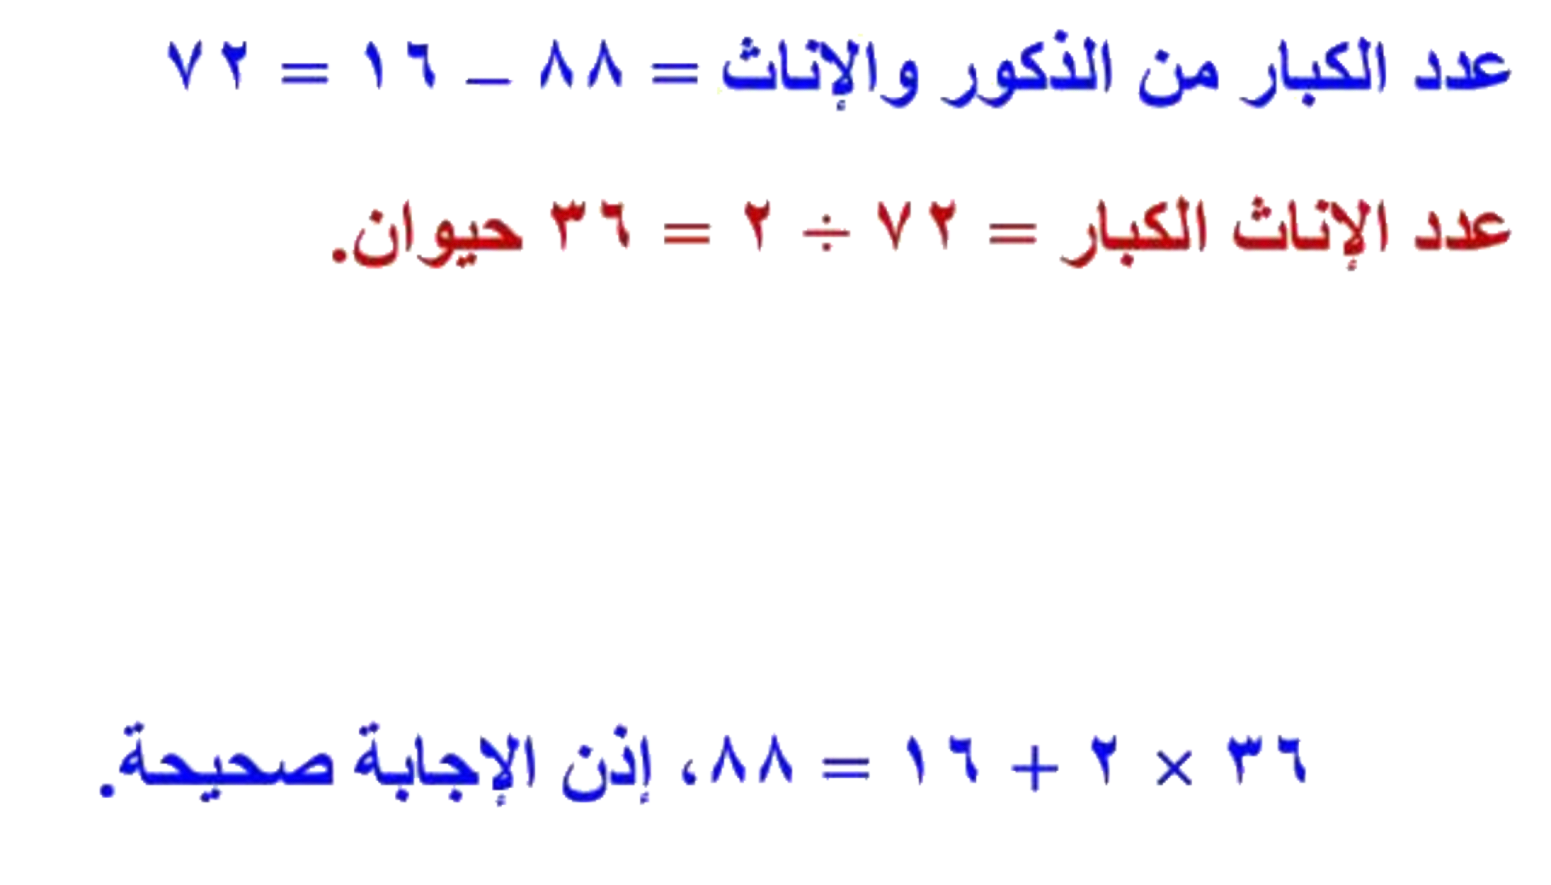 عدد الكبار من الذكور والإناث = ٨٨ – ١٦ = ٧٢
عدد الإناث الكبار = ٧٢ ÷ ٢ = ٣٦ حيوان.
٣٦ × ٢ + ١٦ = ٨٨، إذن الإجابة صحيحة.